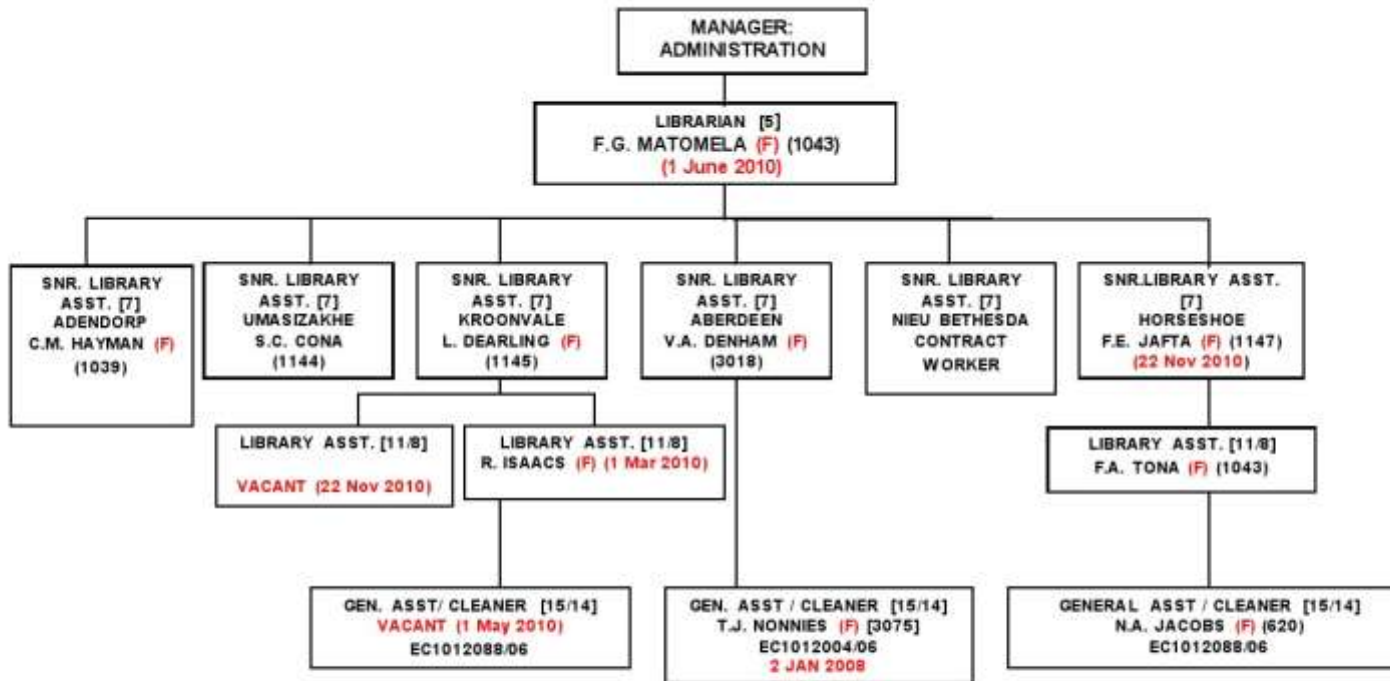 MANAGER:
ADMINISTRATION
LIBRARIAN [5]
F.G. MATOMELA (F) (1043)
(1 June 2010)
SNR. LIBRARY
ASST. [7]
ADENDORP
C.M. HAYMAN (F)
(1039)
SNR. LIBRARY
ASST. [7]
UMASIZAKHE
S.C. CONA
(1144)
SNR. LIBRARY
ASST. [7]
KROONVALE
L. DEARLING (F)
(1145)
SNR. LIBRARY
ASST. [7]
ABERDEEN
V.A. DENHAM (F)
(3018)
SNR. LIBRARY
ASST. [7]
NIEU BETHESDA
CONTRACT
WORKER
SNR.LIBRARY ASST.
[7]
HORSESHOE
F.E. JAFTA (F) (1147)
(22 Nov 2010)
LIBRARY ASST. [11/8]
VACANT (22 Nov 2010)
LIBRARY ASST. [11/8]
R. ISAACS (F) (1 Mar 2010)
LIBRARY ASST. [11/8]
F.A. TONA (F) (1043)
GEN. ASST/ CLEANER [15/14]
VACANT (1 May 2010)
EC1012088/06
GEN. ASST / CLEANER [15/14]
T.J. NONNIES (F) [3075]
EC1012004/06
2 JAN 2008
GENERAL ASST / CLEANER [15/14]
N.A. JACOBS (F) (620)
EC1012088/06